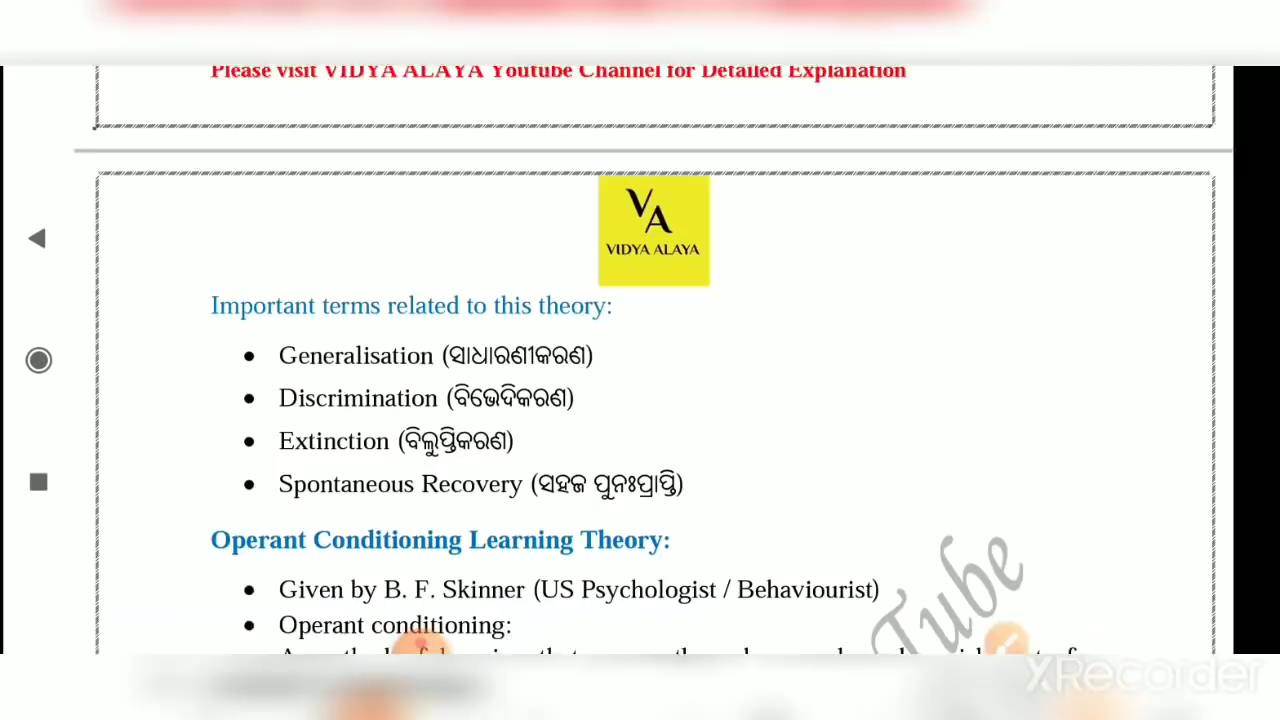 Please visit VIDYA ALAYA Youtube Channel for Detailed Explanation
VA
VIDYA ALAYA
Important terms related to this theory:
• Generalisation (ସାଧାରଣୀକରଣ)
• Discrimination (ବିଭେଦିକରଣ)
• Extinction (ବିଲୁପ୍ତିକରଣ)
• Spontaneous Recovery (ସହଜ ପୁନଃପ୍ରାପ୍ତି)
Operant Conditioning Learning Theory:
• Given by B. F. Skinner (US Psychologist / Behaviourist)
• Operant conditioning:
Tube
XRecorder